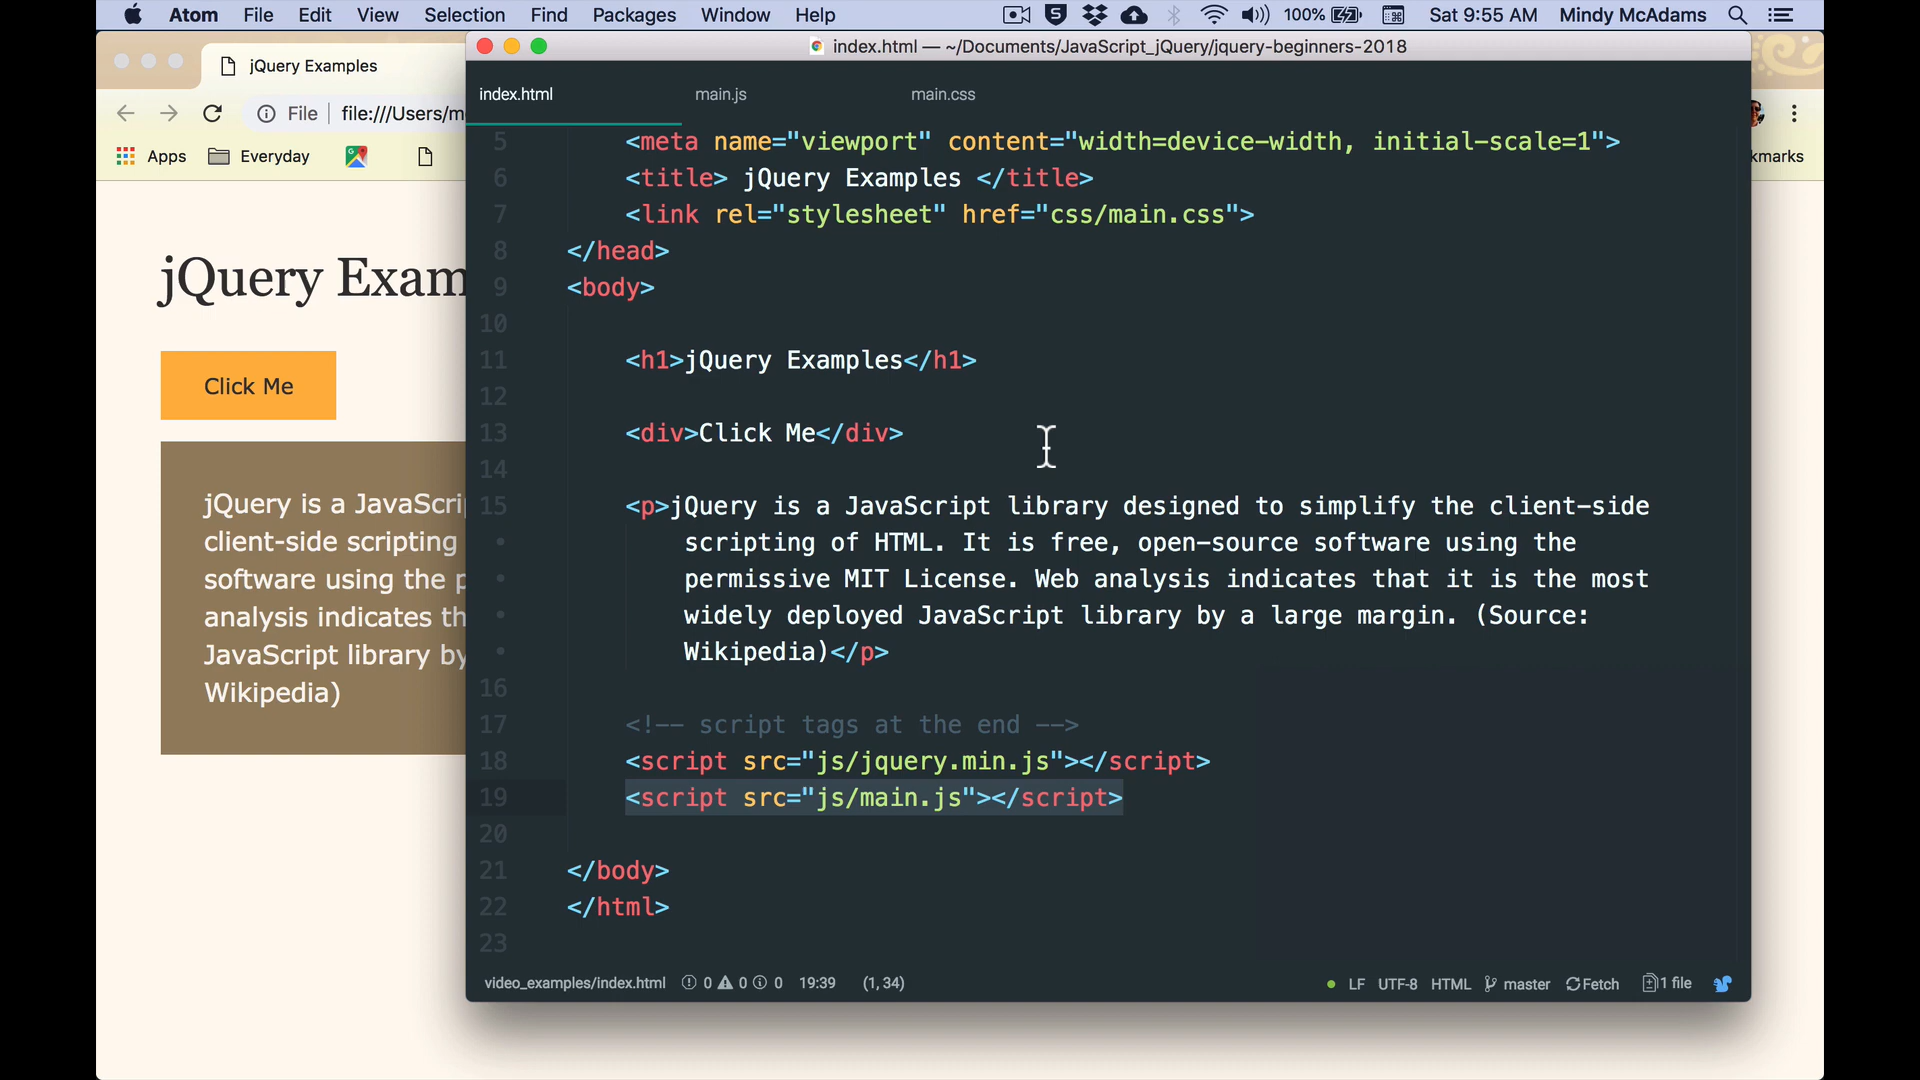 Atom File Edit View Selection Find Packages Window Help 100% Sat 9:55 AM Mindy McAdams
jQuery Examples
File file:///Users/m
Apps Everyday
kmarks
jQuery Exam
Click Me
jQuery is a JavaScri
client-side scripting
software using the p
analysis indicates th
JavaScript library by
Wikipedia)
index.html — ~/Documents/JavaScript_jQuery/jquery-beginners-2018
index.html main.js main.css
5 <meta name="viewport" content="width=device-width, initial-scale=1">
6 <title> jQuery Examples </title>
7 <link rel="stylesheet" href="css/main.css">
8 </head>
9 <body>
10
11 <h1>jQuery Examples</h1>
12
13 <div>Click Me</div>
14
15 <p>jQuery is a JavaScript library designed to simplify the client-side
• scripting of HTML. It is free, open-source software using the
• permissive MIT License. Web analysis indicates that it is the most
• widely deployed JavaScript library by a large margin. (Source:
• Wikipedia)</p>
16
17 <!-- script tags at the end -->
18 <script src="js/jquery.min.js"></script>
19 <script src="js/main.js"></script>
20
21 </body>
22 </html>
23
video_examples/index.html 0 0 0 19:39 (1, 34) LF UTF-8 HTML master Fetch 1 file